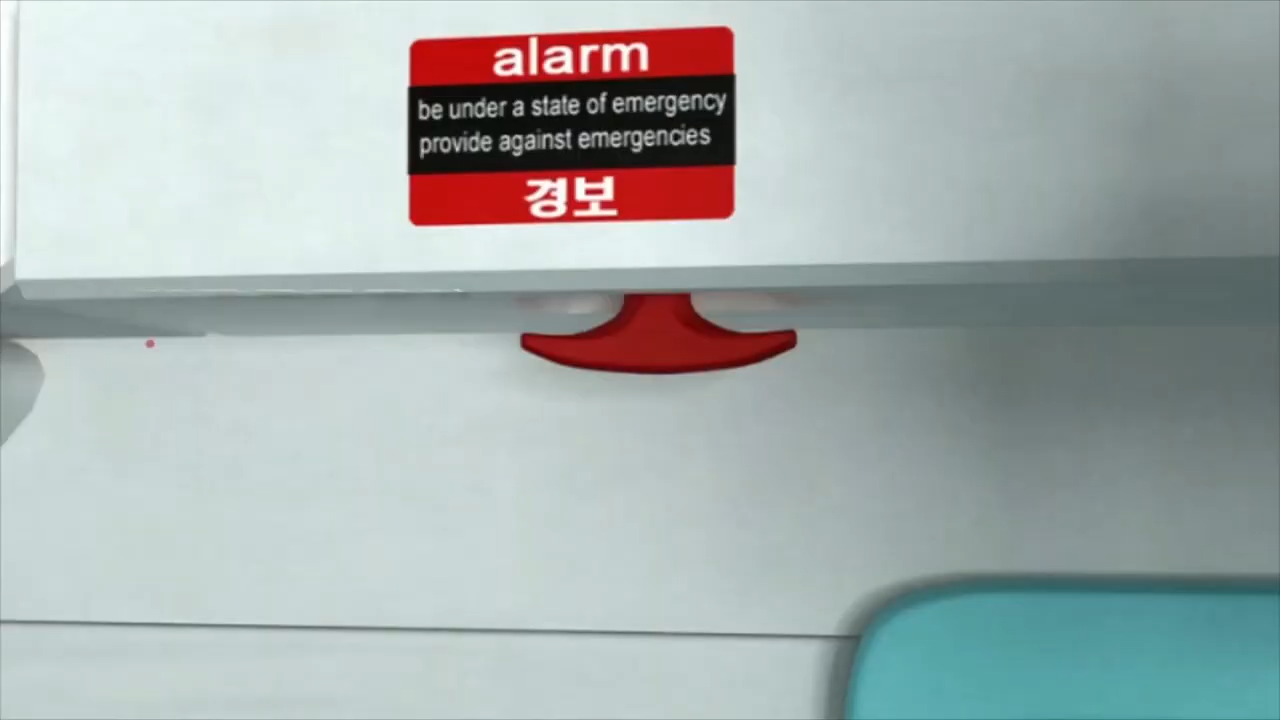 alarm
be under a state of emergency
provide against emergencies
경보